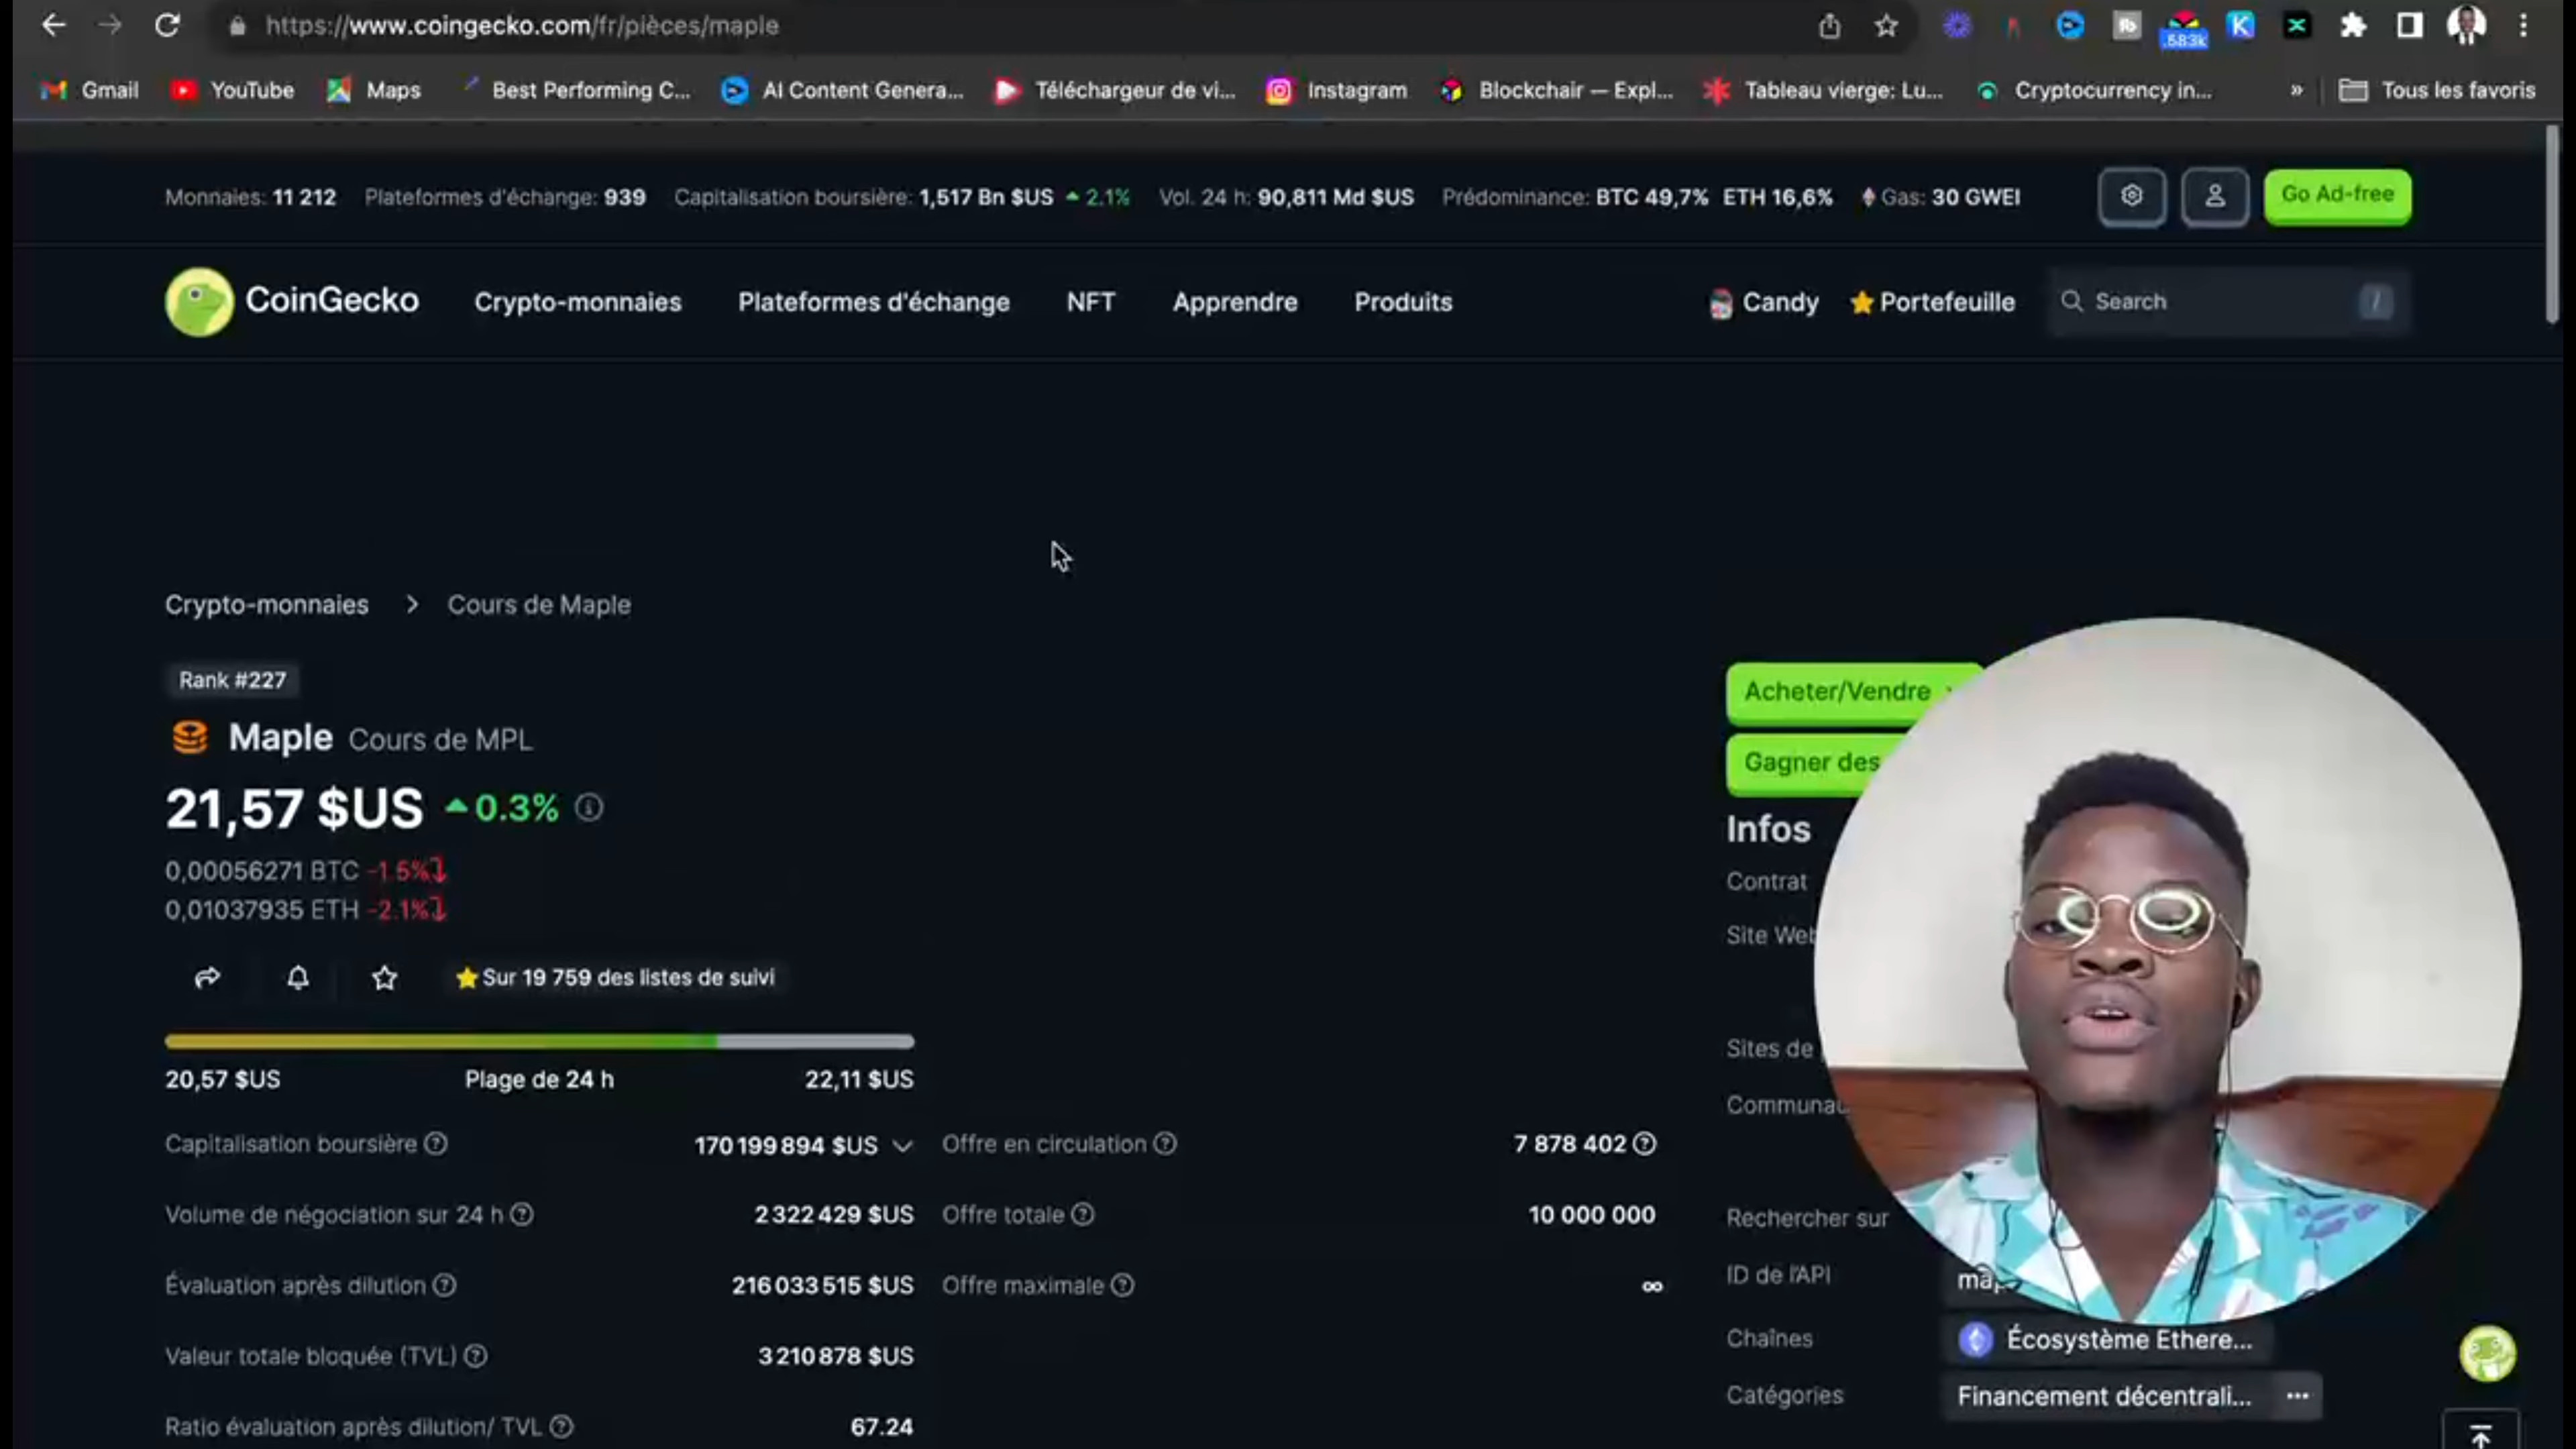 https://www.coingecko.com/fr/pièces/maple
.683k
Gmail YouTube Maps Best Performing C... AI Content Genera... Téléchargeur de vi... Instagram Blockchair — Expl... Tableau vierge: Lu... Cryptocurrency in... » Tous les favoris
Monnaies: 11 212 Plateformes d'échange: 939 Capitalisation boursière: 1,517 Bn $US 2.1% Vol. 24 h: 90,811 Md $US Prédominance: BTC 49,7% ETH 16,6% Gas: 30 GWEI Go Ad-free
CoinGecko Crypto-monnaies Plateformes d'échange NFT Apprendre Produits Candy Portefeuille Search /
Crypto-monnaies > Cours de Maple
Rank #227
Maple Cours de MPL
21,57 $US 0.3%
0,00056271 BTC -1.5%
0,01037935 ETH -2.1%
Sur 19 759 des listes de suivi
20,57 $US Plage de 24 h 22,11 $US
Capitalisation boursière 170 199 894 $US Offre en circulation 7 878 402
Volume de négociation sur 24 h 2 322 429 $US Offre totale 10 000 000
Évaluation après dilution 216 033 515 $US Offre maximale ∞
Valeur totale bloquée (TVL) 3 210 878 $US
Ratio évaluation après dilution/ TVL 67.24
Acheter/Vendre
Gagner des
Infos
Contrat
Site Web
Sites de
Communau
Rechercher sur
ID de l'API map
Chaînes Écosystème Ethere...
Catégories Financement décentrali... •••